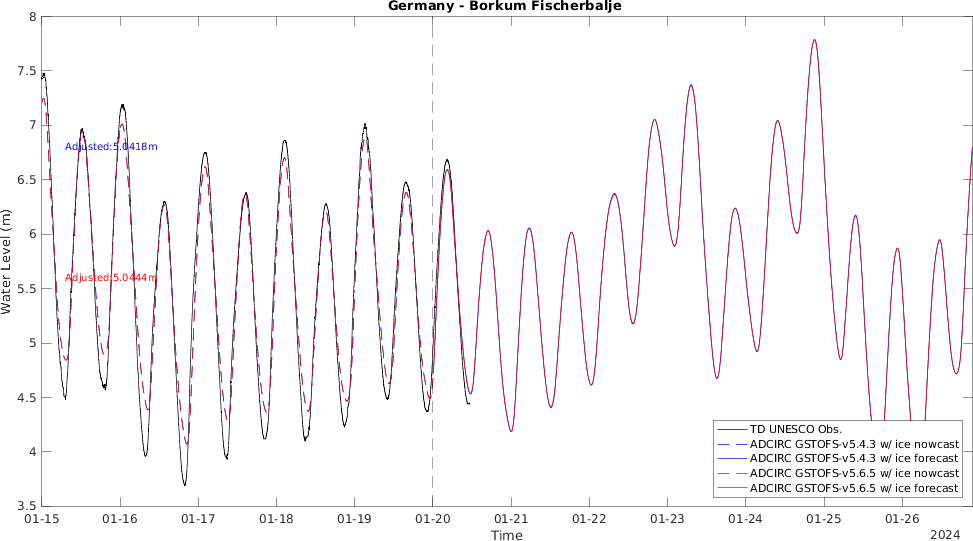 Germany - Borkum Fischerbalje
8
7.5
7
6.5
6
5.5
5
4.5
4
3.5
Water Level (m)
Adjusted:5.0418m
Adjusted:5.0444m
TD UNESCO Obs.
ADCIRC GSTOFS-v5.4.3 w/ ice nowcast
ADCIRC GSTOFS-v5.4.3 w/ ice forecast
ADCIRC GSTOFS-v5.6.5 w/ ice nowcast
ADCIRC GSTOFS-v5.6.5 w/ ice forecast
01-15 01-16 01-17 01-18 01-19 01-20 01-21 01-22 01-23 01-24 01-25 01-26
Time
2024